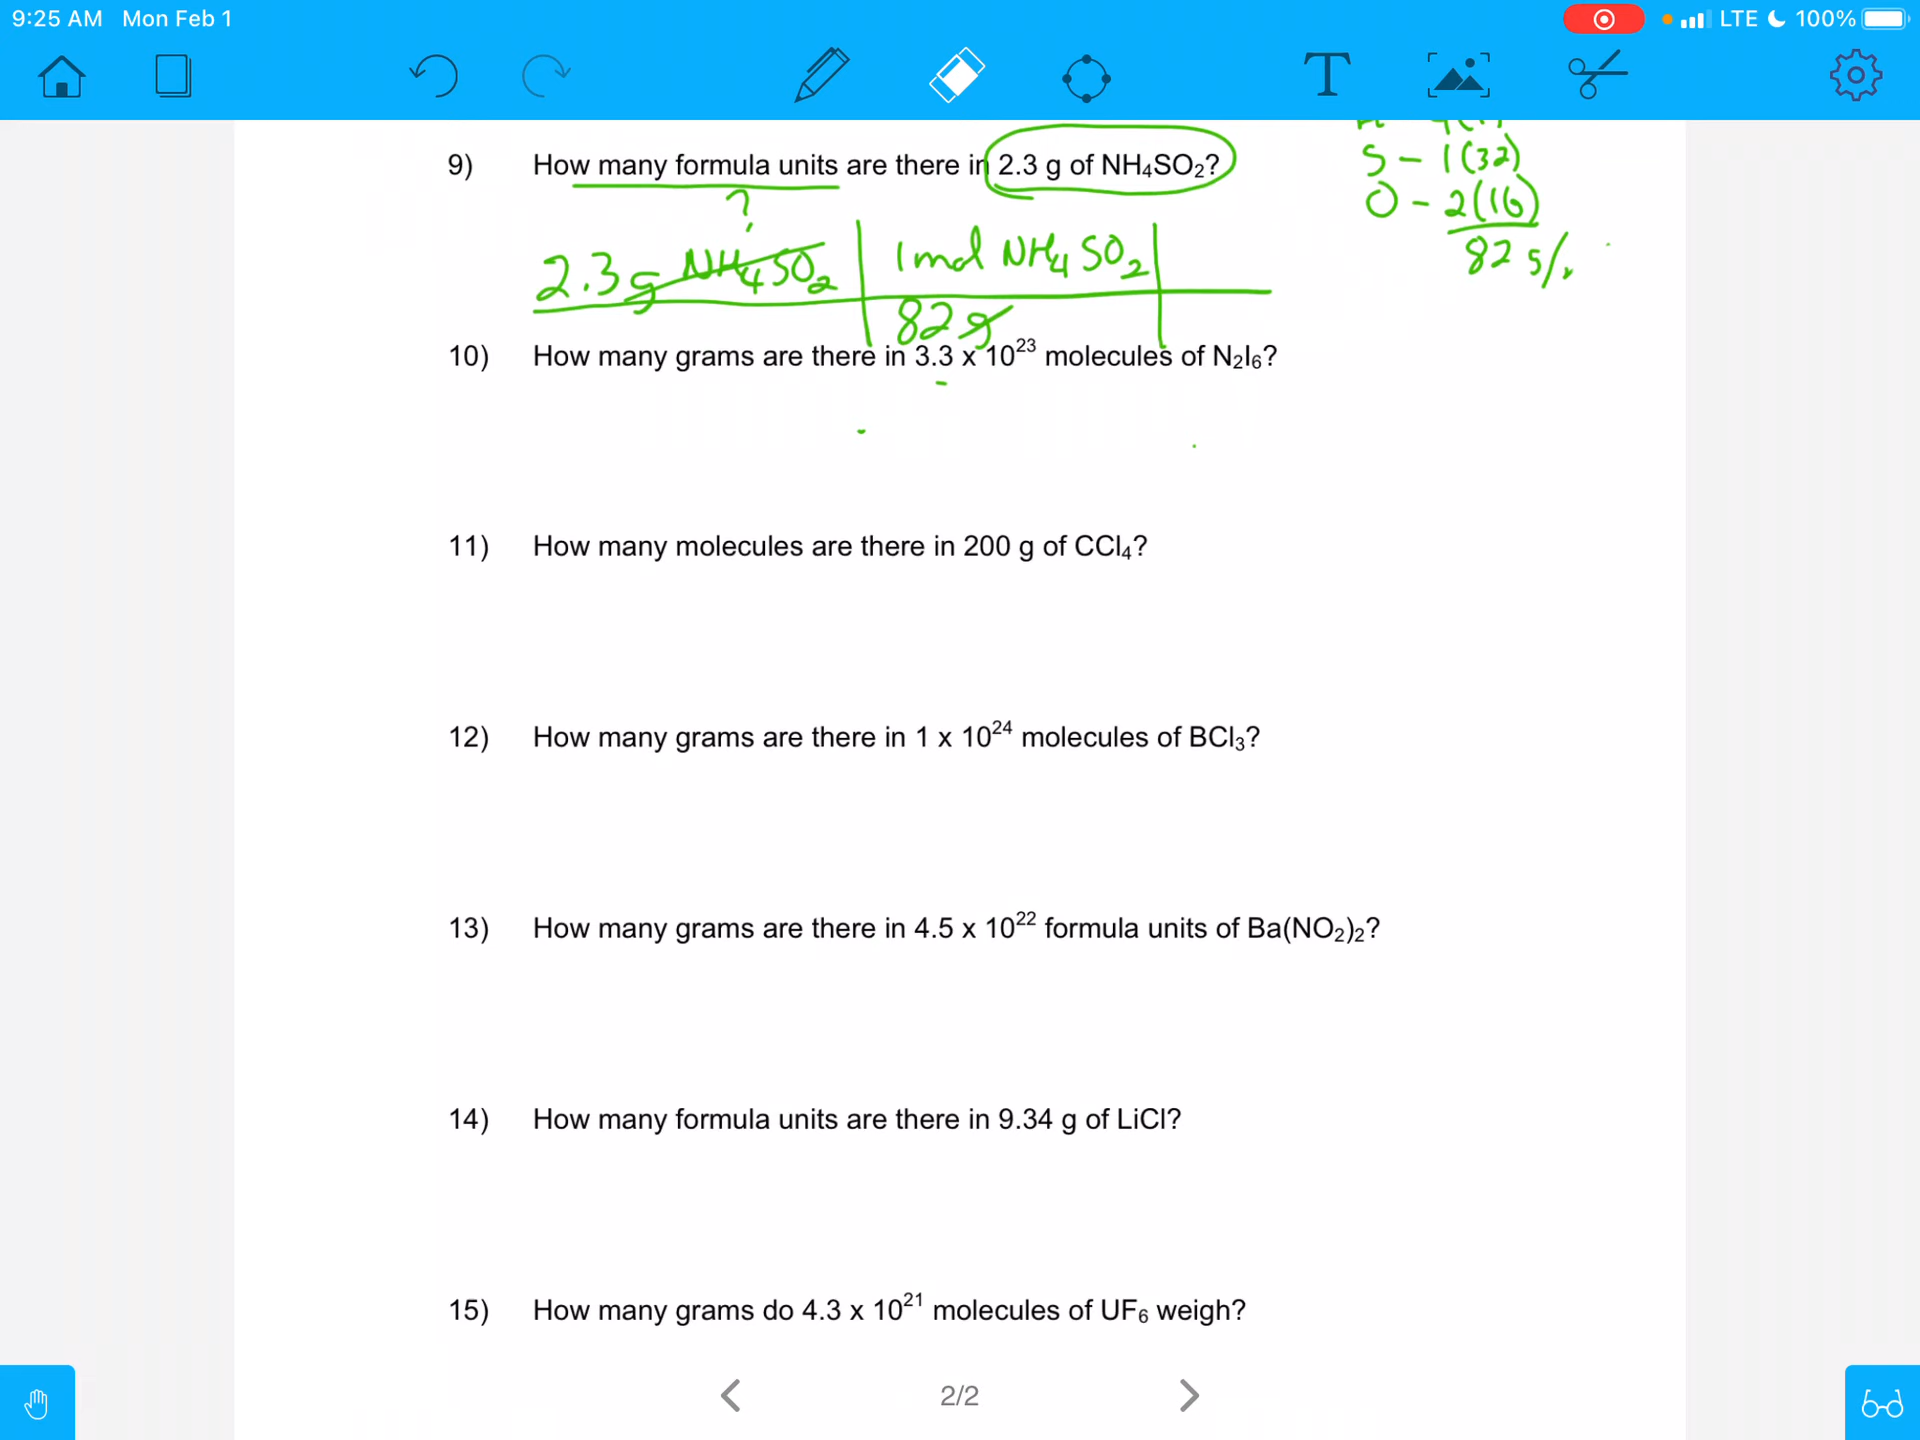 9:25 AM Mon Feb 1
LTE 100%
T
9) How many formula units are there in 2.3 g of NH₄SO₂?
S - 1(32)
O - 2(16)
82 g/
?
2.3 g NH₄SO₂ 1 mol NH₄SO₂
82 g
10) How many grams are there in 3.3 x 10²³ molecules of N₂I₆?
11) How many molecules are there in 200 g of CCl₄?
12) How many grams are there in 1 x 10²⁴ molecules of BCl₃?
13) How many grams are there in 4.5 x 10²² formula units of Ba(NO₂)₂?
14) How many formula units are there in 9.34 g of LiCl?
15) How many grams do 4.3 x 10²¹ molecules of UF₆ weigh?
2/2